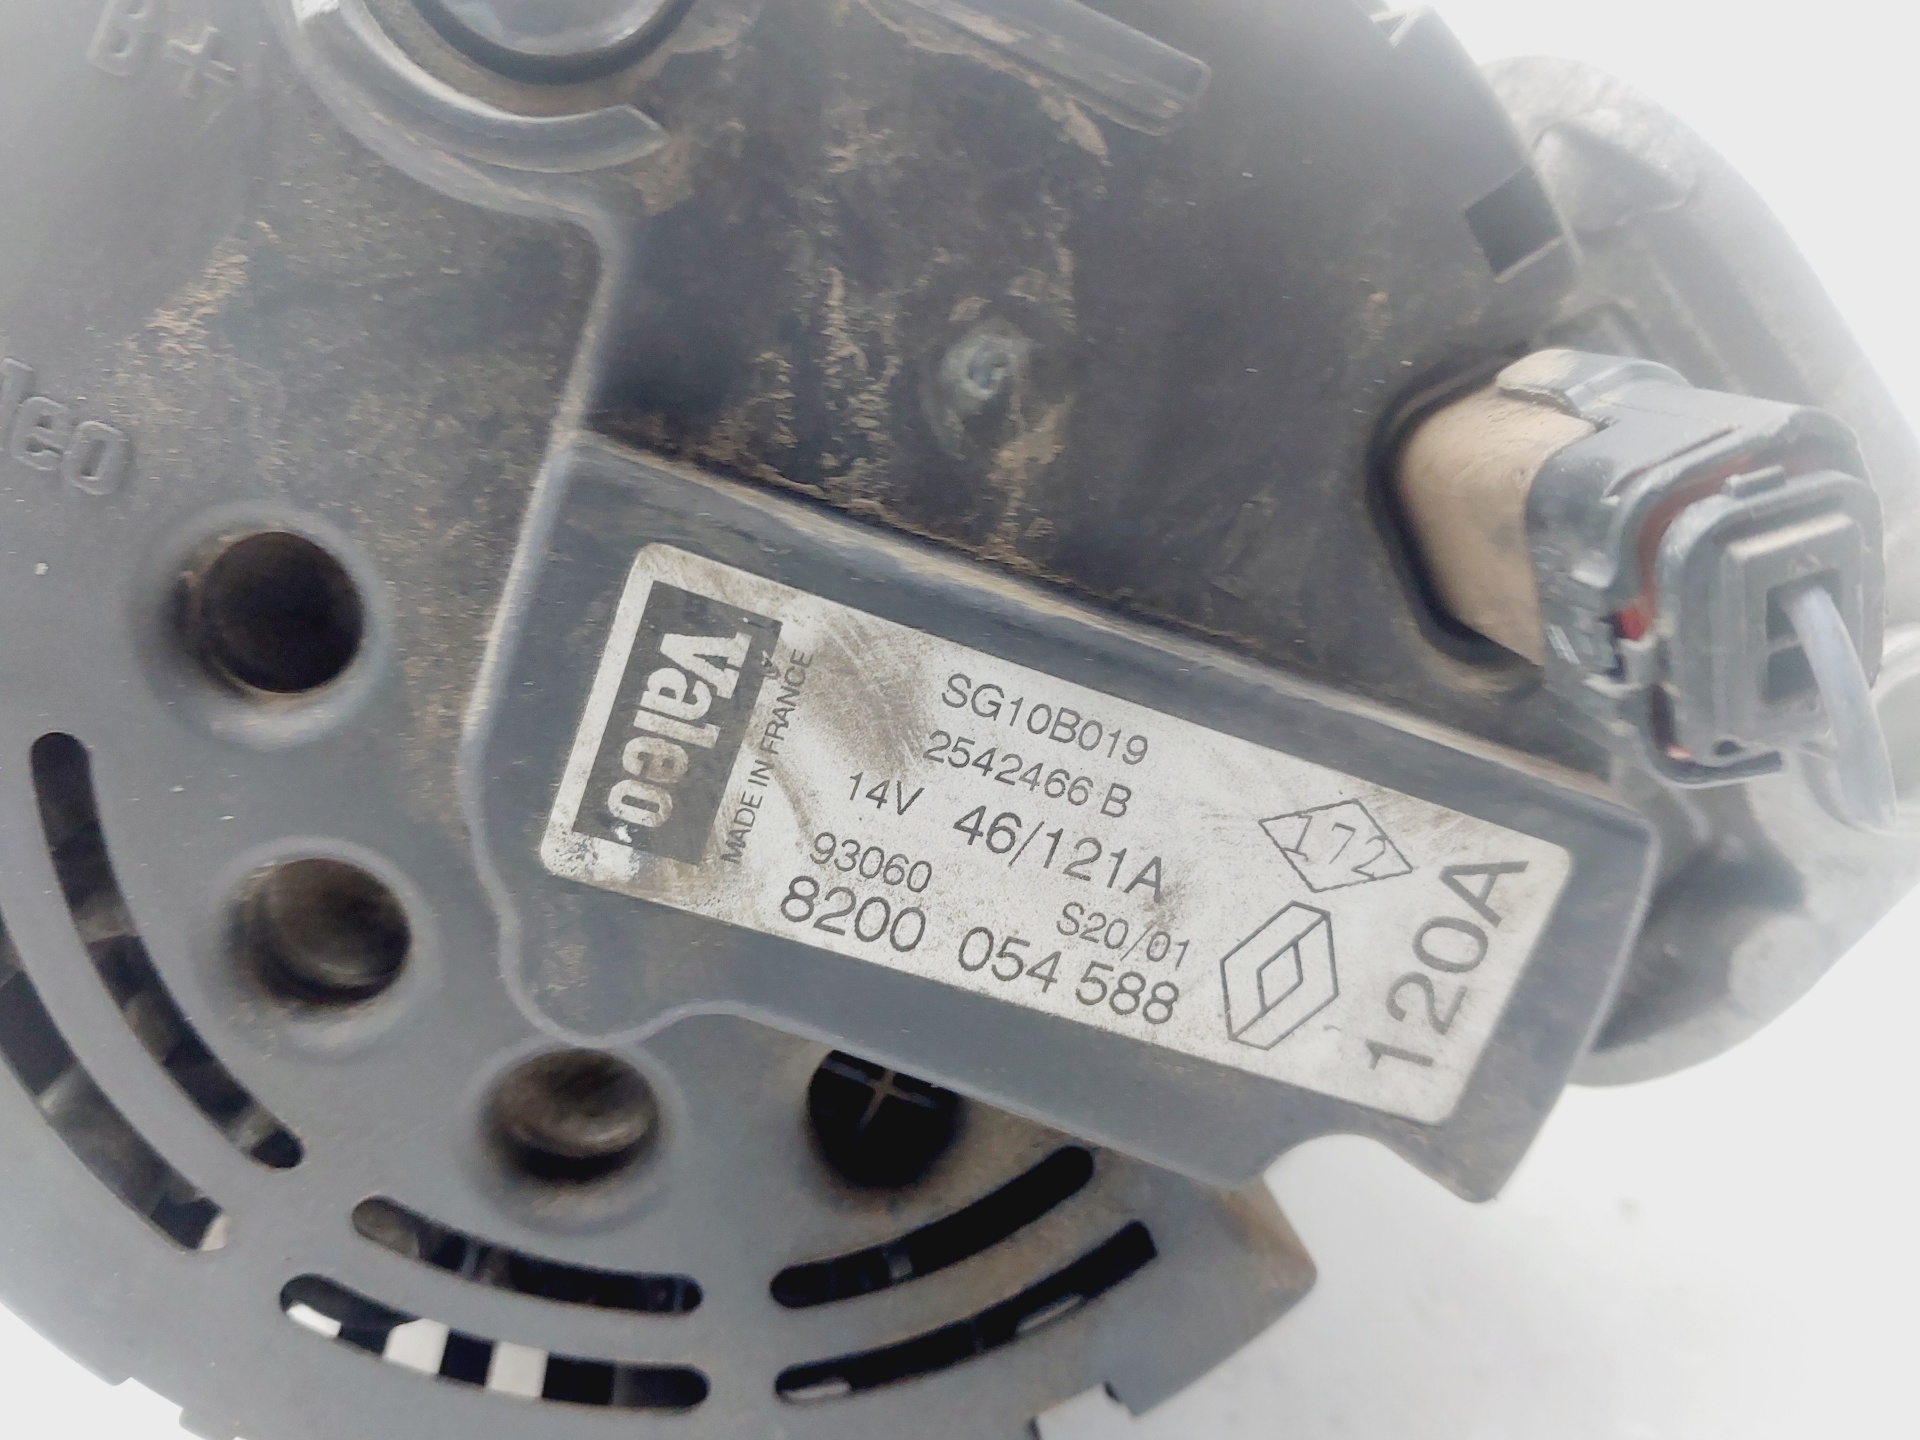 B+
leo
Valeo
MADE IN FRANCE
SG10B019
2542466 B
14V 46/121A
93060 S20/01
8200 054 588
172
120A